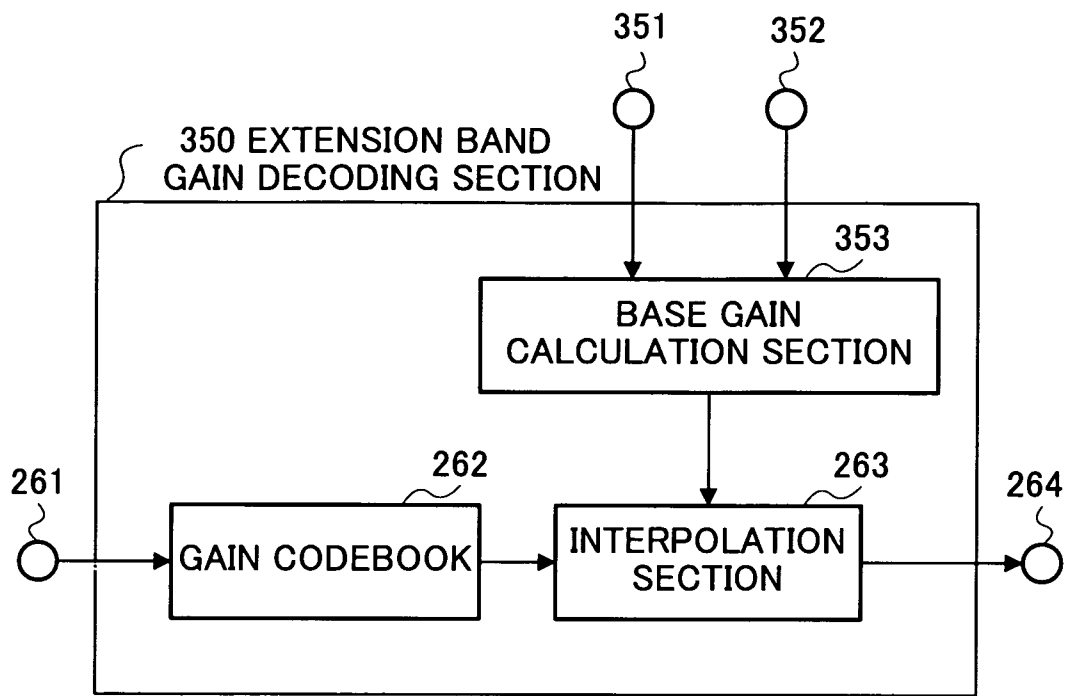 351
352
350 EXTENSION BAND
GAIN DECODING SECTION
353
BASE GAIN
CALCULATION SECTION
261
262
263
264
GAIN CODEBOOK
INTERPOLATION
SECTION